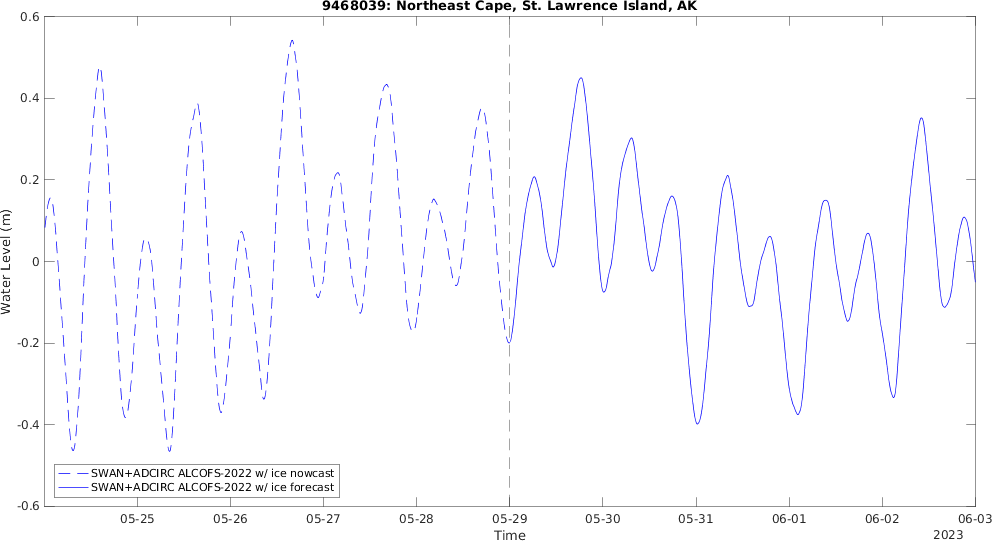 9468039: Northeast Cape, St. Lawrence Island, AK
0.6
0.4
0.2
0
-0.2
-0.4
-0.6
Water Level (m)
SWAN+ADCIRC ALCOFS-2022 w/ ice nowcast
SWAN+ADCIRC ALCOFS-2022 w/ ice forecast
05-25 05-26 05-27 05-28 05-29 05-30 05-31 06-01 06-02 06-03
Time
2023